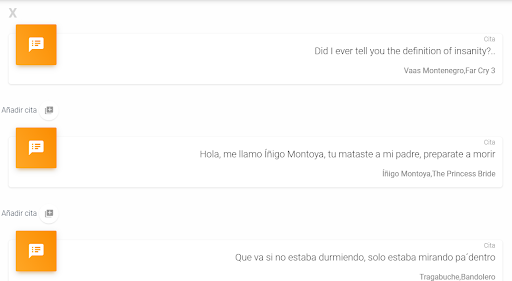 X
Cita
Did I ever tell you the definition of insanity?..
Vaas Montenegro,Far Cry 3
Añadir cita
Cita
Hola, me llamo Íñigo Montoya, tu mataste a mi padre, preparate a morir
Íñigo Montoya,The Princess Bride
Añadir cita
Cita
Que va si no estaba durmiendo, solo estaba mirando pa´dentro
Tragabuche,Bandolero